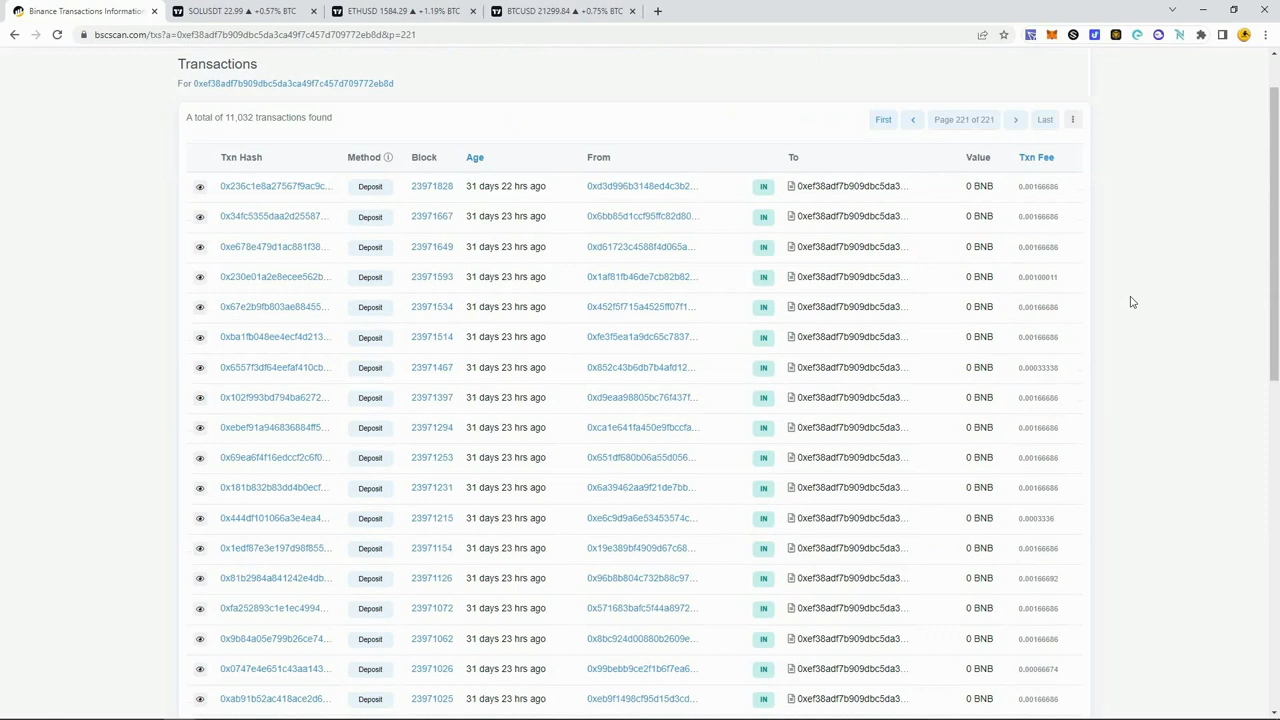 Binance Transactions Information
SOLUSDT 22.99 ▲ +0.57% BTC
ETHUSD 1584.29 ▲ +1.19% BTC
BTCUSD 21299.84 ▲ +0.75% BTC
bscscan.com/txs?a=0xef38adf7b909dbc5da3ca49f7c457d709772eb8d&p=221
Transactions
For 0xef38adf7b909dbc5da3ca49f7c457d709772eb8d
A total of 11,032 transactions found
First Page 221 of 221 Last
Txn Hash Method Block Age From To Value Txn Fee
0x236c1e8a27567f9ac9c... Deposit 23971828 31 days 22 hrs ago 0xd3d996b3148ed4c3b2... IN 0xef38adf7b909dbc5da3... 0 BNB 0.00166686
0x34fc5355daa2d25587... Deposit 23971667 31 days 23 hrs ago 0x6bb85d1ccf95ffc82d80... IN 0xef38adf7b909dbc5da3... 0 BNB 0.00166686
0xe678e479d1ac881f38... Deposit 23971649 31 days 23 hrs ago 0xd61723c4588f4d065a... IN 0xef38adf7b909dbc5da3... 0 BNB 0.00166686
0x230e01a2e8ecee562b... Deposit 23971593 31 days 23 hrs ago 0x1af81fb46de7cb82b82... IN 0xef38adf7b909dbc5da3... 0 BNB 0.00100011
0x67e2b9fb803ae88455... Deposit 23971534 31 days 23 hrs ago 0x452f5f715a4525ff07f1... IN 0xef38adf7b909dbc5da3... 0 BNB 0.00166686
0xba1fb048ee4ecf4d213... Deposit 23971514 31 days 23 hrs ago 0xfe3f5ea1a9dc65c7837... IN 0xef38adf7b909dbc5da3... 0 BNB 0.00166686
0x6557f3df64eefaf410cb... Deposit 23971467 31 days 23 hrs ago 0x852c43b6db7b4afd12... IN 0xef38adf7b909dbc5da3... 0 BNB 0.00033338
0x102f993bd794ba6272... Deposit 23971397 31 days 23 hrs ago 0xd9eaa98805bc76f437f... IN 0xef38adf7b909dbc5da3... 0 BNB 0.00166686
0xebef91a946836884ff5... Deposit 23971294 31 days 23 hrs ago 0xca1e641fa450e9fbccfa... IN 0xef38adf7b909dbc5da3... 0 BNB 0.00166686
0x69ea6f4f16edccf2c6f0... Deposit 23971253 31 days 23 hrs ago 0x651df680b06a55d056... IN 0xef38adf7b909dbc5da3... 0 BNB 0.00166686
0x181b832b83dd4b0ecf... Deposit 23971231 31 days 23 hrs ago 0x6a39462aa9f21de7bb... IN 0xef38adf7b909dbc5da3... 0 BNB 0.00166686
0x444df101066a3e4ea4... Deposit 23971215 31 days 23 hrs ago 0xe6c9d9a6e53453574c... IN 0xef38adf7b909dbc5da3... 0 BNB 0.0003336
0x1edf87e3e197d98f855... Deposit 23971154 31 days 23 hrs ago 0x19e389bf4909d67c68... IN 0xef38adf7b909dbc5da3... 0 BNB 0.00166686
0x81b2984a841242e4db... Deposit 23971126 31 days 23 hrs ago 0x96b8b804c732b88c97... IN 0xef38adf7b909dbc5da3... 0 BNB 0.00166692
0xfa252893c1e1ec4994... Deposit 23971072 31 days 23 hrs ago 0x571683bafc5f44a8972... IN 0xef38adf7b909dbc5da3... 0 BNB 0.00166686
0x9b84a05e799b26ce74... Deposit 23971062 31 days 23 hrs ago 0x8bc924d00880b2609e... IN 0xef38adf7b909dbc5da3... 0 BNB 0.00166686
0x0747e4e651c43aa143... Deposit 23971026 31 days 23 hrs ago 0x99bebb9ce2f1b6f7ea6... IN 0xef38adf7b909dbc5da3... 0 BNB 0.00066674
0xab91b52ac418ace2d6... Deposit 23971025 31 days 23 hrs ago 0xeb9f1498cf95d15d3cd... IN 0xef38adf7b909dbc5da3... 0 BNB 0.00166686